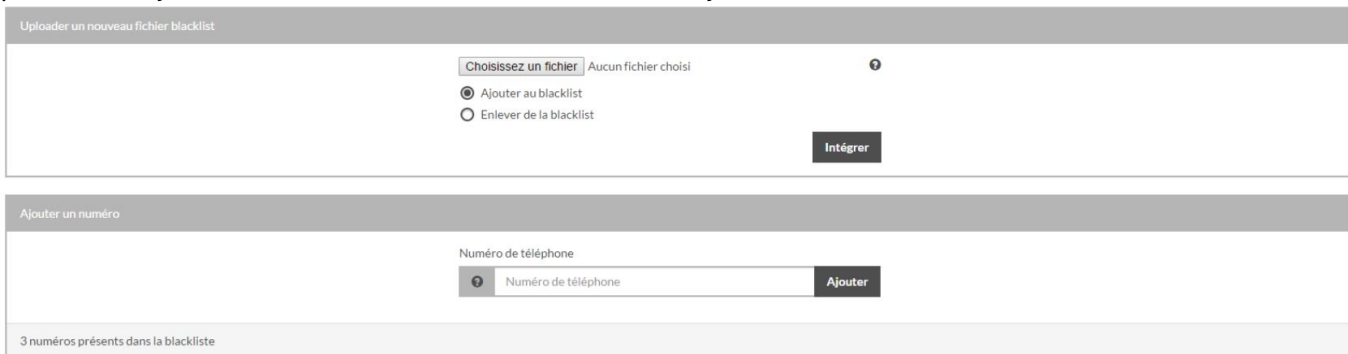 Uploader un nouveau fichier blacklist
Choisissez un fichier Aucun fichier choisi
Ajouter au blacklist
Enlever de la blacklist
Intégrer
Ajouter un numéro
Numéro de téléphone
Numéro de téléphone Ajouter
3 numéros présents dans la blackliste